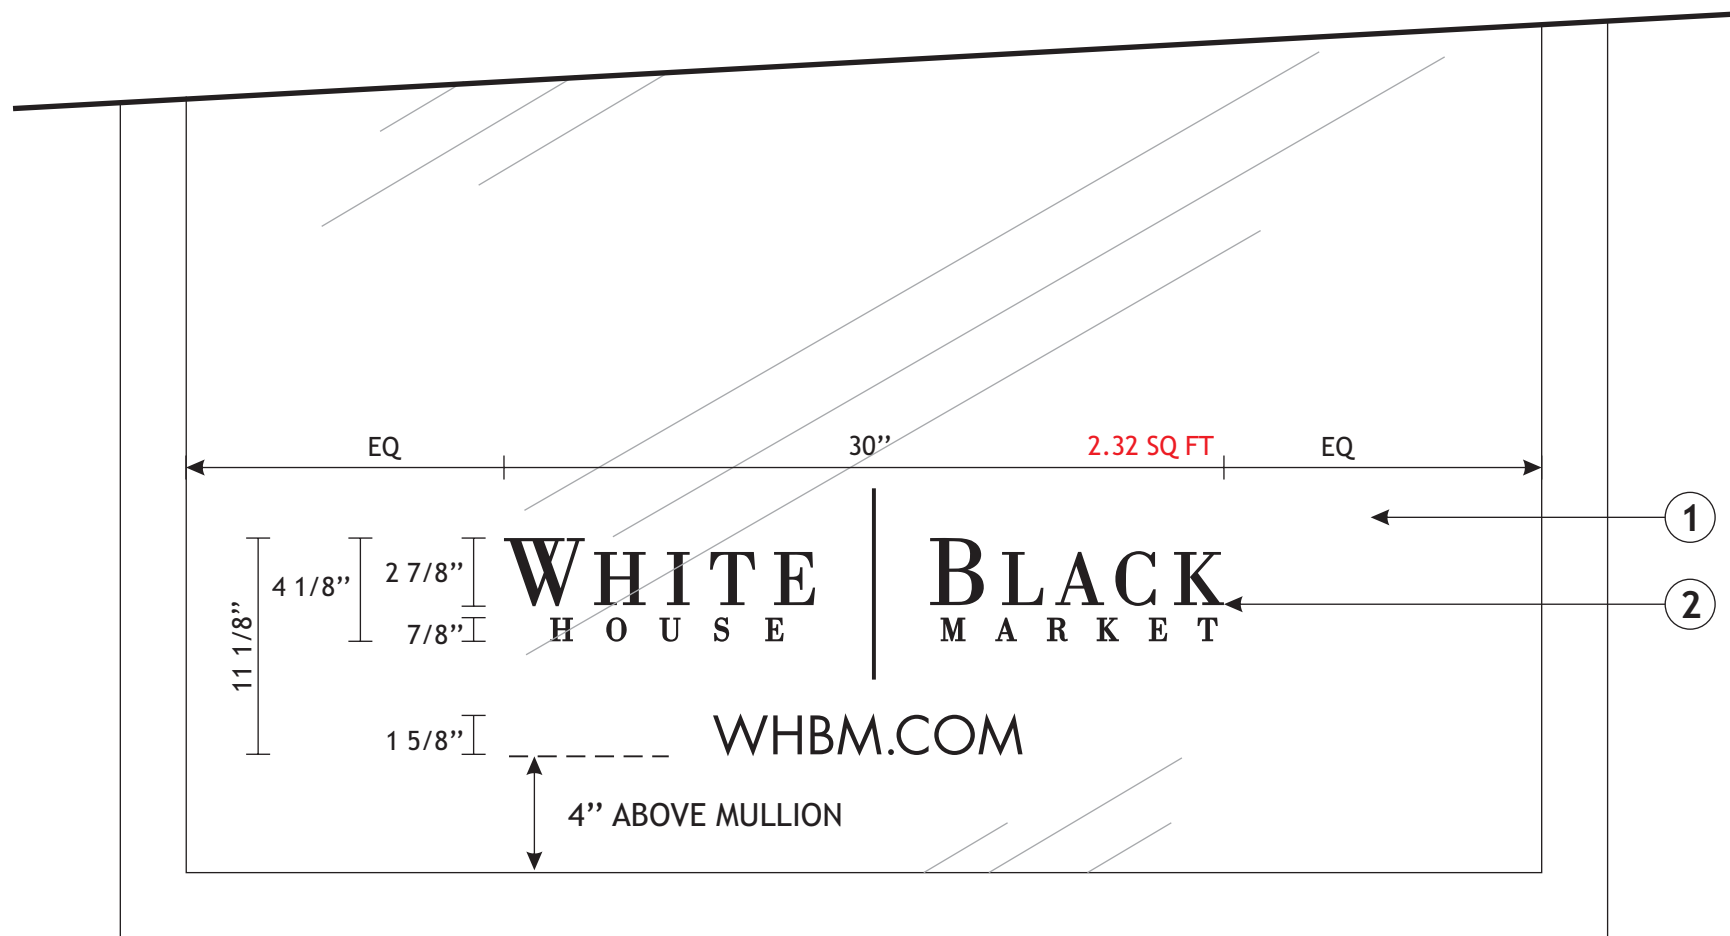 EQ 30’’ 2.32 SQ FT EQ
1
WHITE BLACK
2 7/8’’
4 1/8’’
2
HOUSE MARKET
7/8’’
11 1/8’’
WHBM.COM
1 5/8’’
4’’ ABOVE MULLION